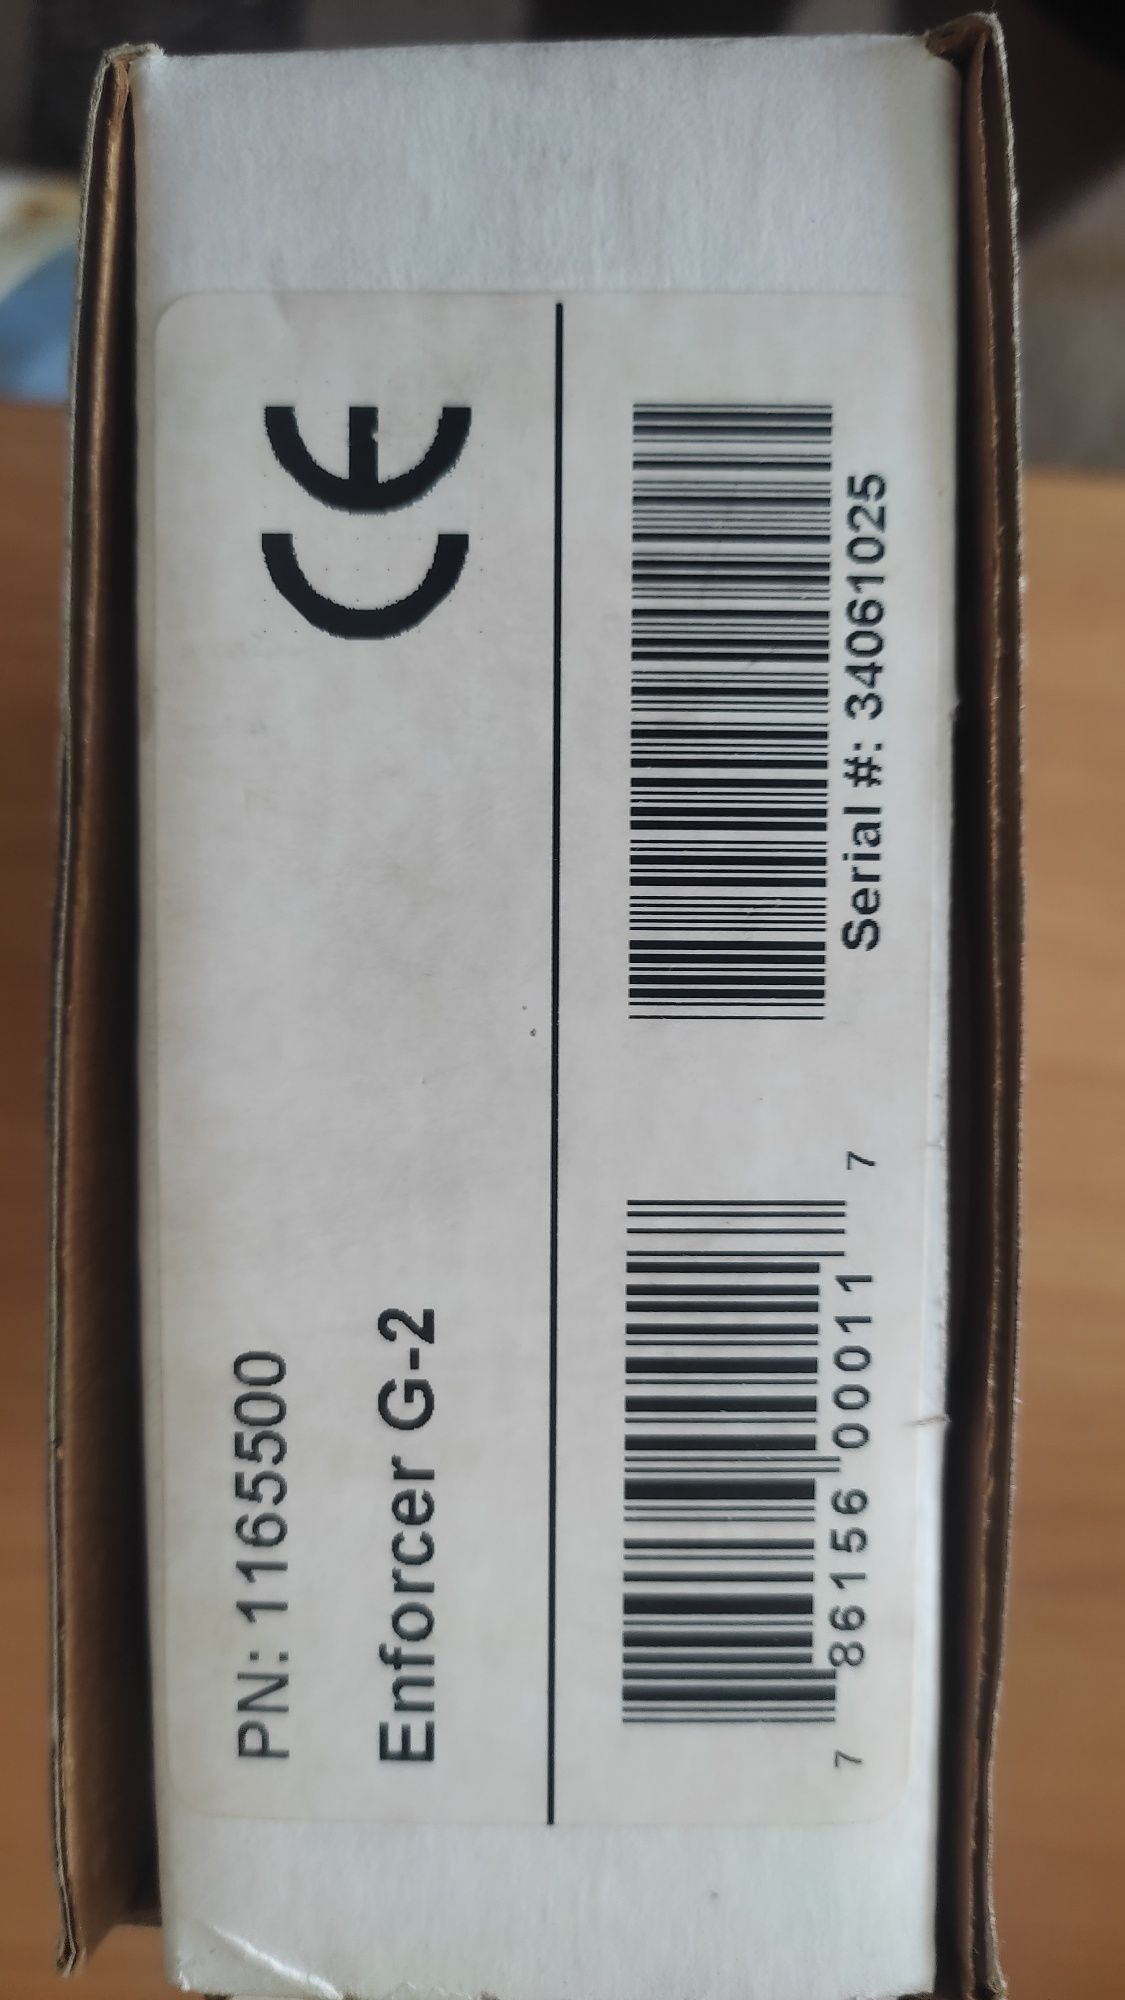 PN: 1165500
CE
Enforcer G-2
7 86156 00011 7
Serial #: 34061025